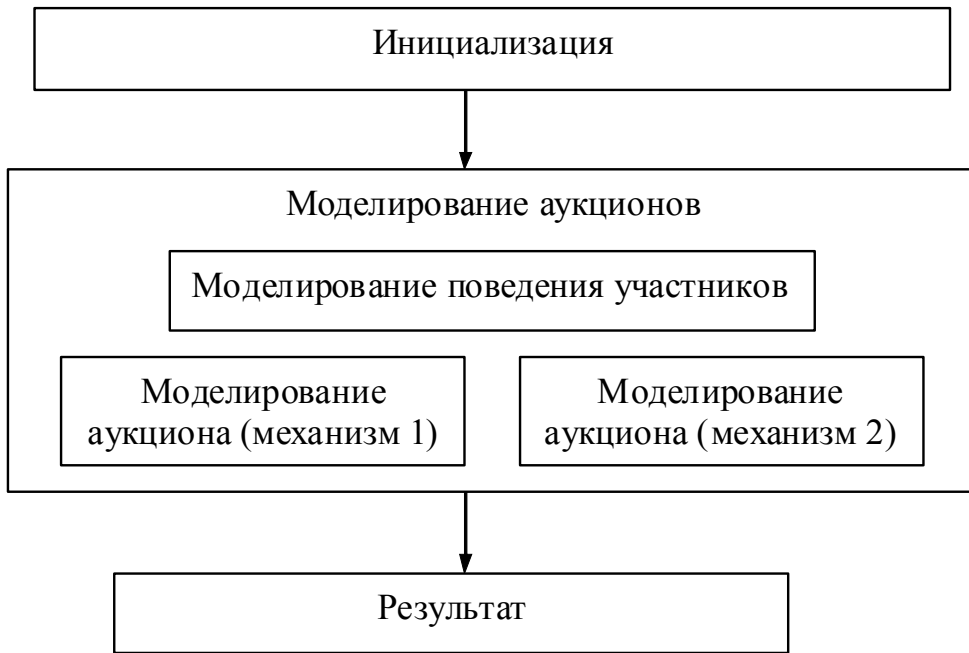 Инициализация
Моделирование аукционов
Моделирование поведения участников
Моделирование
аукциона (механизм 1)
Моделирование
аукциона (механизм 2)
Результат